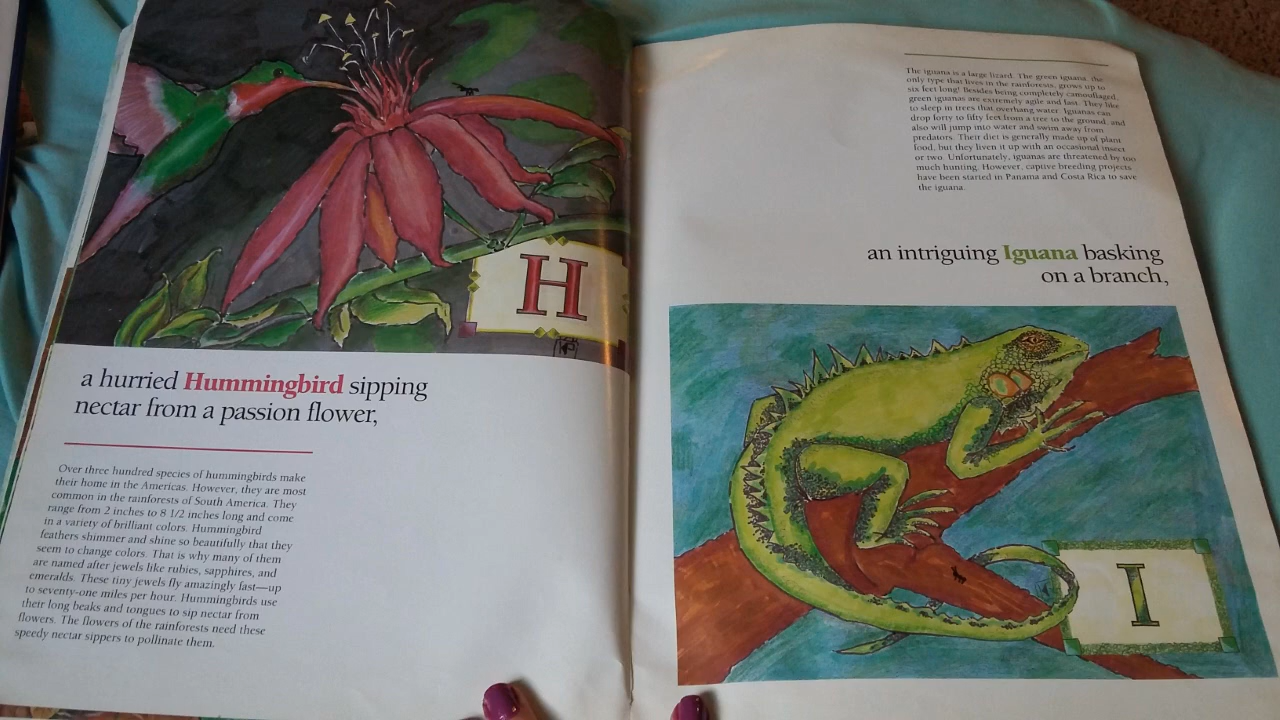 H
a hurried Hummingbird sipping
nectar from a passion flower,
Over three hundred species of hummingbirds make
their home in the Americas. However, they are most
common in the rainforests of South America. They
range from 2 inches to 8 1/2 inches long and come
in a variety of brilliant colors. Hummingbird
feathers shimmer and shine so beautifully that they
seem to change colors. That is why many of them
are named after jewels like rubies, sapphires, and
emeralds. These tiny jewels fly amazingly fast—up
to seventy-one miles per hour. Hummingbirds use
their long beaks and tongues to sip nectar from
flowers. The flowers of the rainforests need these
speedy nectar sippers to pollinate them.
The iguana is a large lizard. The green iguana, the
only type that lives in the rainforests, grows up to
six feet long! Besides being completely camouflaged,
green iguanas are extremely agile and fast. They like
to sleep in trees that overhang water. Iguanas can
drop forty to fifty feet from a tree to the ground, and
also will jump into water and swim away from
predators. Their diet is generally made up of plant
food, but they liven it up with an occasional insect
or two. Unfortunately, iguanas are threatened by too
much hunting. However, captive breeding projects
have been started in Panama and Costa Rica to save
the iguana.
an intriguing Iguana basking
on a branch,
I